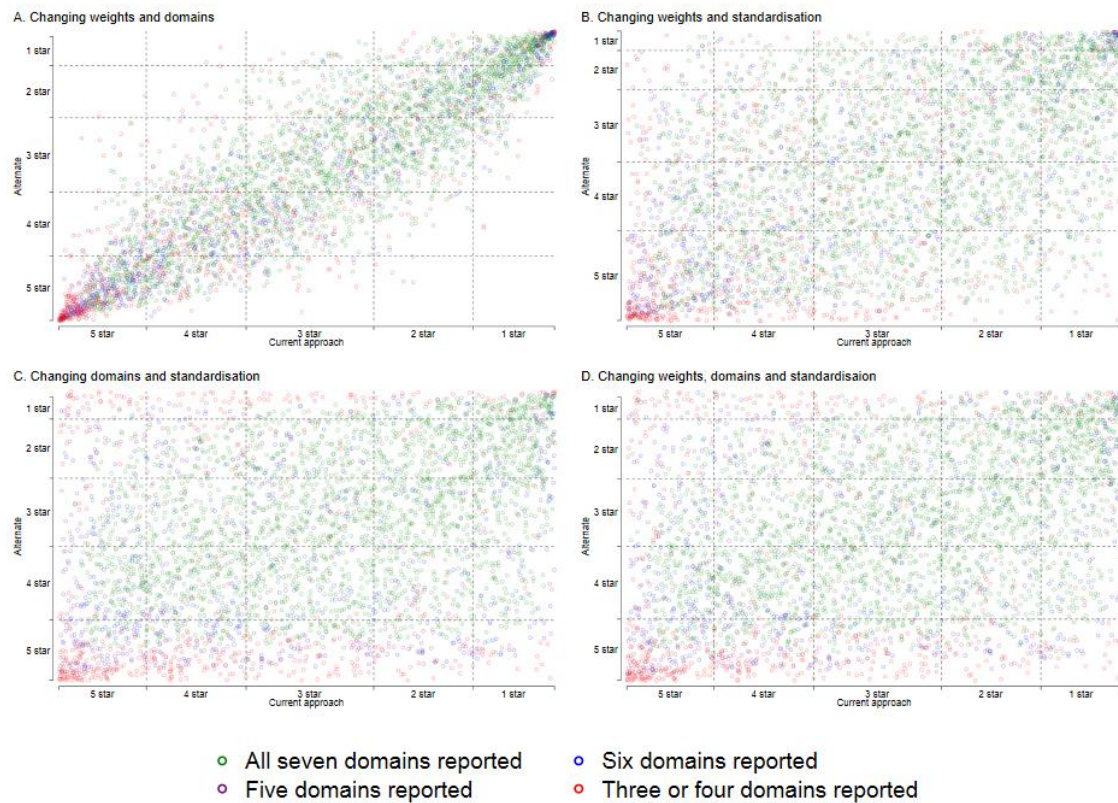 A. Changing weights and domains
1 star
2 star
3 star
4 star
5 star
Alternate
5 star 4 star 3 star 2 star 1 star
Current approach
B. Changing weights and standardisation
1 star
2 star
3 star
4 star
5 star
Alternate
5 star 4 star 3 star 2 star 1 star
Current approach
C. Changing domains and standardisation
1 star
2 star
3 star
4 star
5 star
Alternate
5 star 4 star 3 star 2 star 1 star
Current approach
D. Changing weights, domains and standardisaion
1 star
2 star
3 star
4 star
5 star
Alternate
5 star 4 star 3 star 2 star 1 star
Current approach
All seven domains reported
Six domains reported
Five domains reported
Three or four domains reported